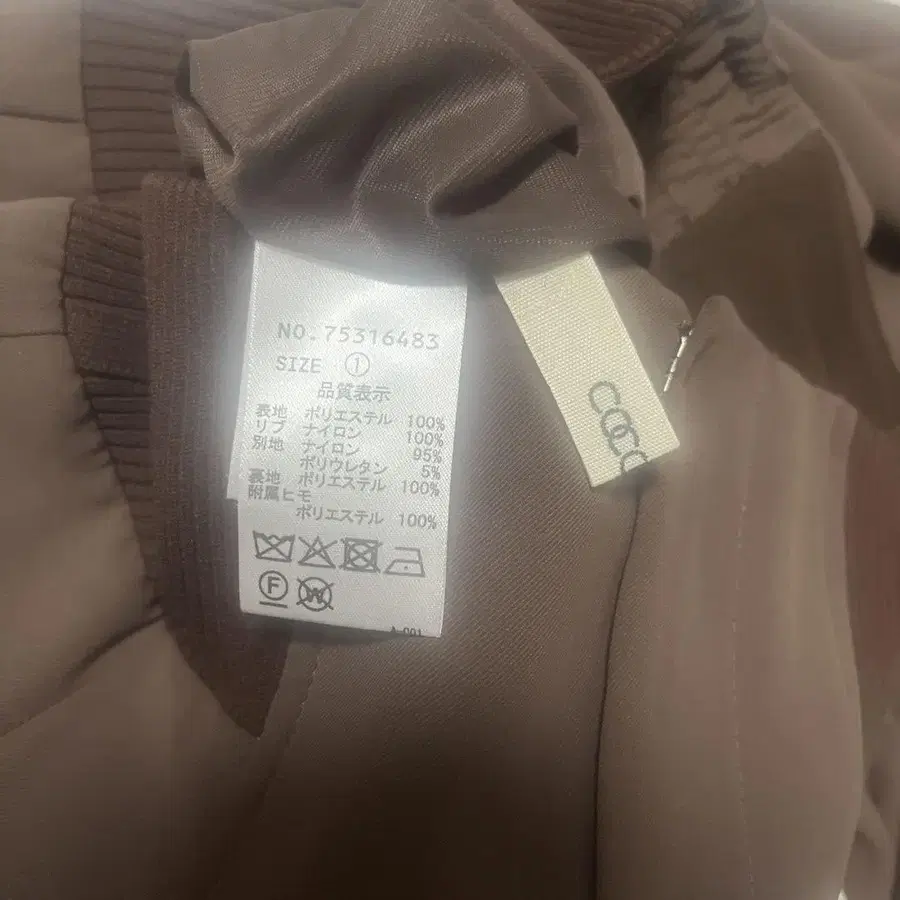 NO.75316483
SIZE ①
品質表示
表地 ポリエステル 100%
リブ ナイロン 100%
別地 ナイロン 95%
ポリウレタン 5%
裏地 ポリエステル 100%
附属ヒモ
ポリエステル 100%
F W
COCO